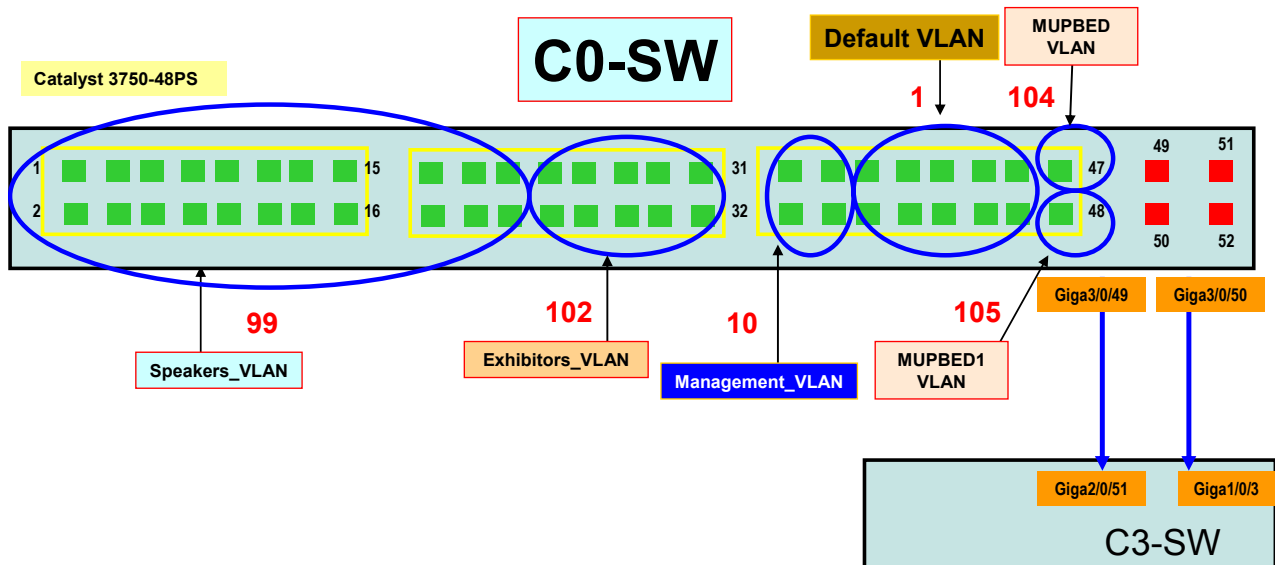 C0-SW
Default VLAN
MUPBED
VLAN
Catalyst 3750-48PS
1
104
1
15
31
47
49
51
2
16
32
48
50
52
99
102
10
105
Giga3/0/49
Giga3/0/50
Speakers_VLAN
Exhibitors_VLAN
Management_VLAN
MUPBED1
VLAN
Giga2/0/51
Giga1/0/3
C3-SW